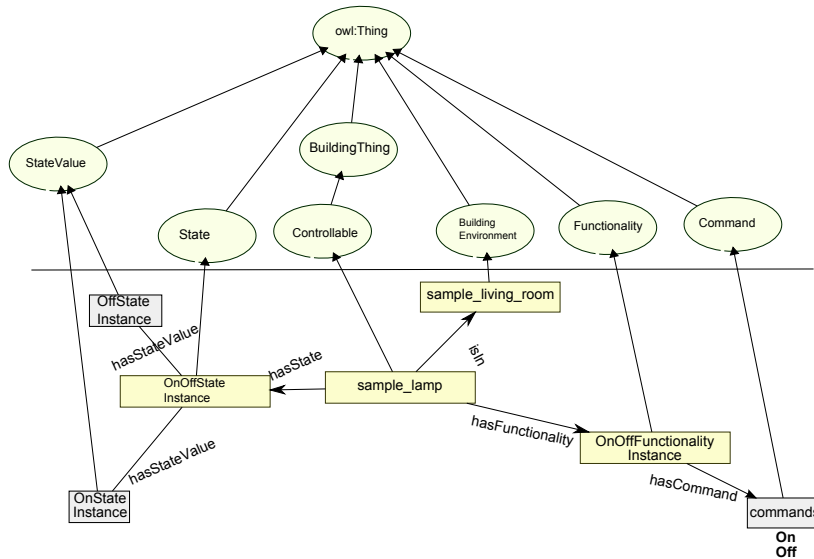 owl:Thing
BuildingThing
StateValue
State
Controllable
Building
Environment
Functionality
Command
OffState
Instance
sample_living_room
hasStateValue
hasState
isIn
OnOffState
Instance
sample_lamp
hasFunctionality
OnOffFunctionality
Instance
hasStateValue
hasCommand
OnState
Instance
commands
On
Off